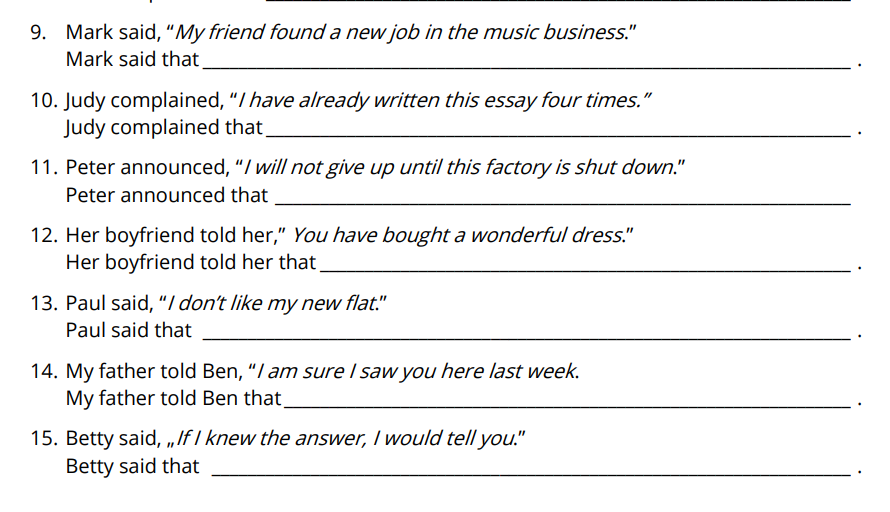 9. Mark said, “My friend found a new job in the music business.”
Mark said that ______________________________ .
10. Judy complained, “I have already written this essay four times.”
Judy complained that ______________________________ .
11. Peter announced, “I will not give up until this factory is shut down.”
Peter announced that ______________________________
12. Her boyfriend told her,” You have bought a wonderful dress.”
Her boyfriend told her that ______________________________ .
13. Paul said, “I don’t like my new flat.”
Paul said that ______________________________ .
14. My father told Ben, “I am sure I saw you here last week.
My father told Ben that ______________________________ .
15. Betty said, „If I knew the answer, I would tell you.”
Betty said that ______________________________ .